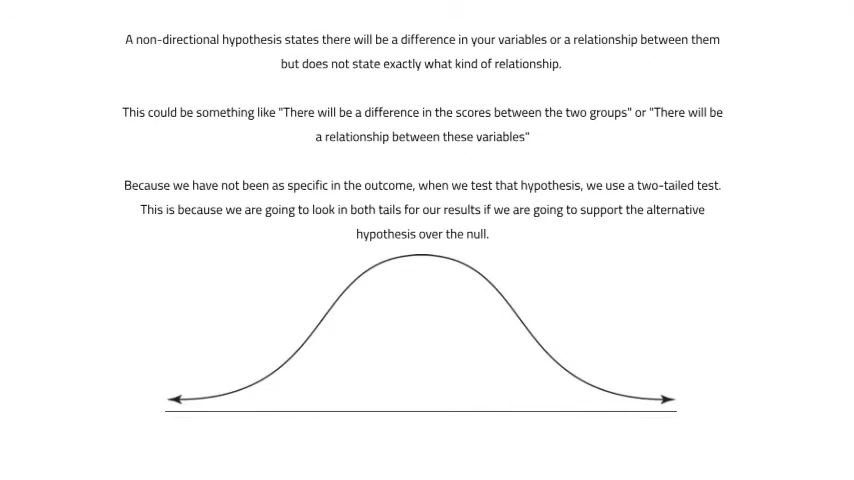 A non-directional hypothesis states there will be a difference in your variables or a relationship between them
but does not state exactly what kind of relationship.
This could be something like "There will be a difference in the scores between the two groups" or "There will be
a relationship between these variables"
Because we have not been as specific in the outcome, when we test that hypothesis, we use a two-tailed test.
This is because we are going to look in both tails for our results if we are going to support the alternative
hypothesis over the null.